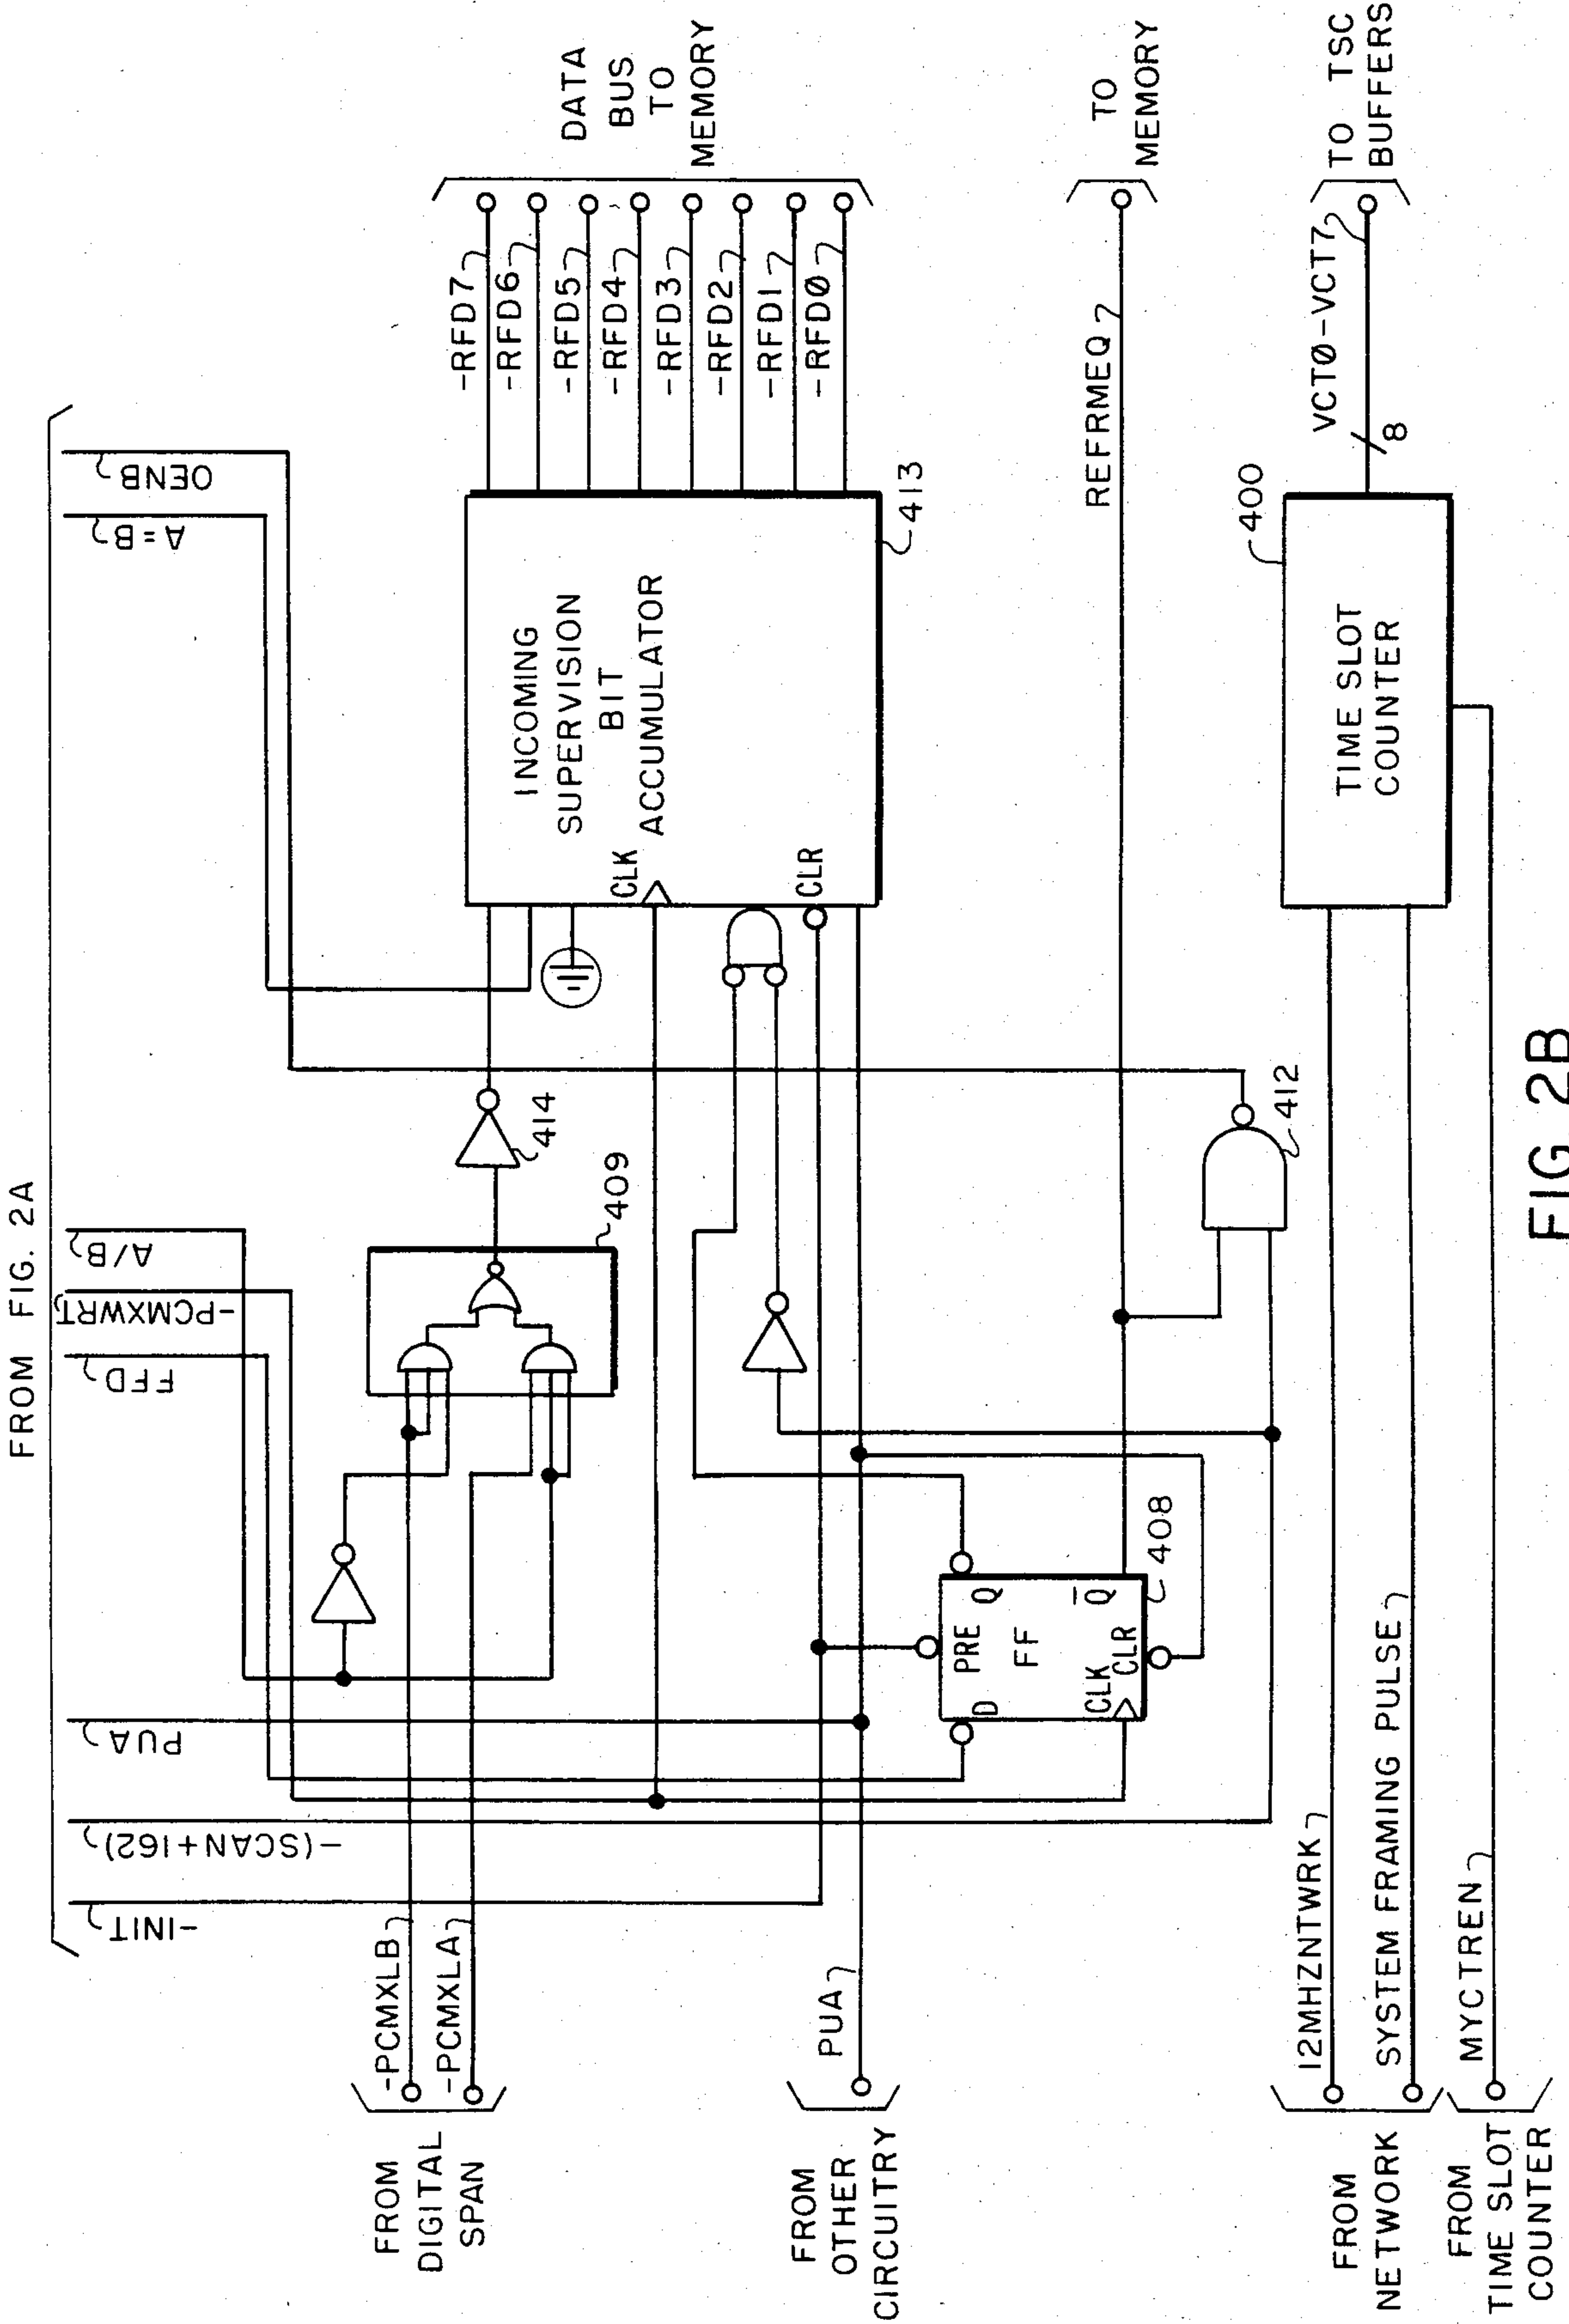 FROM FIG. 2A
-INIT
-(SCAN+162)
PUA
FFD
-PCMXWRT
A/B
A=B
OENB
FROM
DIGITAL
SPAN
-PCMXLB
-PCMXLA
409
414
INCOMING
SUPERVISION
BIT
ACCUMULATOR
CLK
CLR
413
-RFD7
-RFD6
-RFD5
-RFD4
-RFD3
-RFD2
-RFD1
-RFD0
DATA
BUS
TO
MEMORY
FROM
OTHER
CIRCUITRY
PUA
D
PRE
Q
FF
CLK
CLR
Q
408
REFRMEQ
TO
MEMORY
412
FROM
NETWORK
12MHZNTWRK
SYSTEM FRAMING PULSE
FROM
TIME SLOT
COUNTER
MYCTREN
TIME SLOT
COUNTER
400
VCT0-VCT7
8
TO TSC
BUFFERS
FIG. 2B